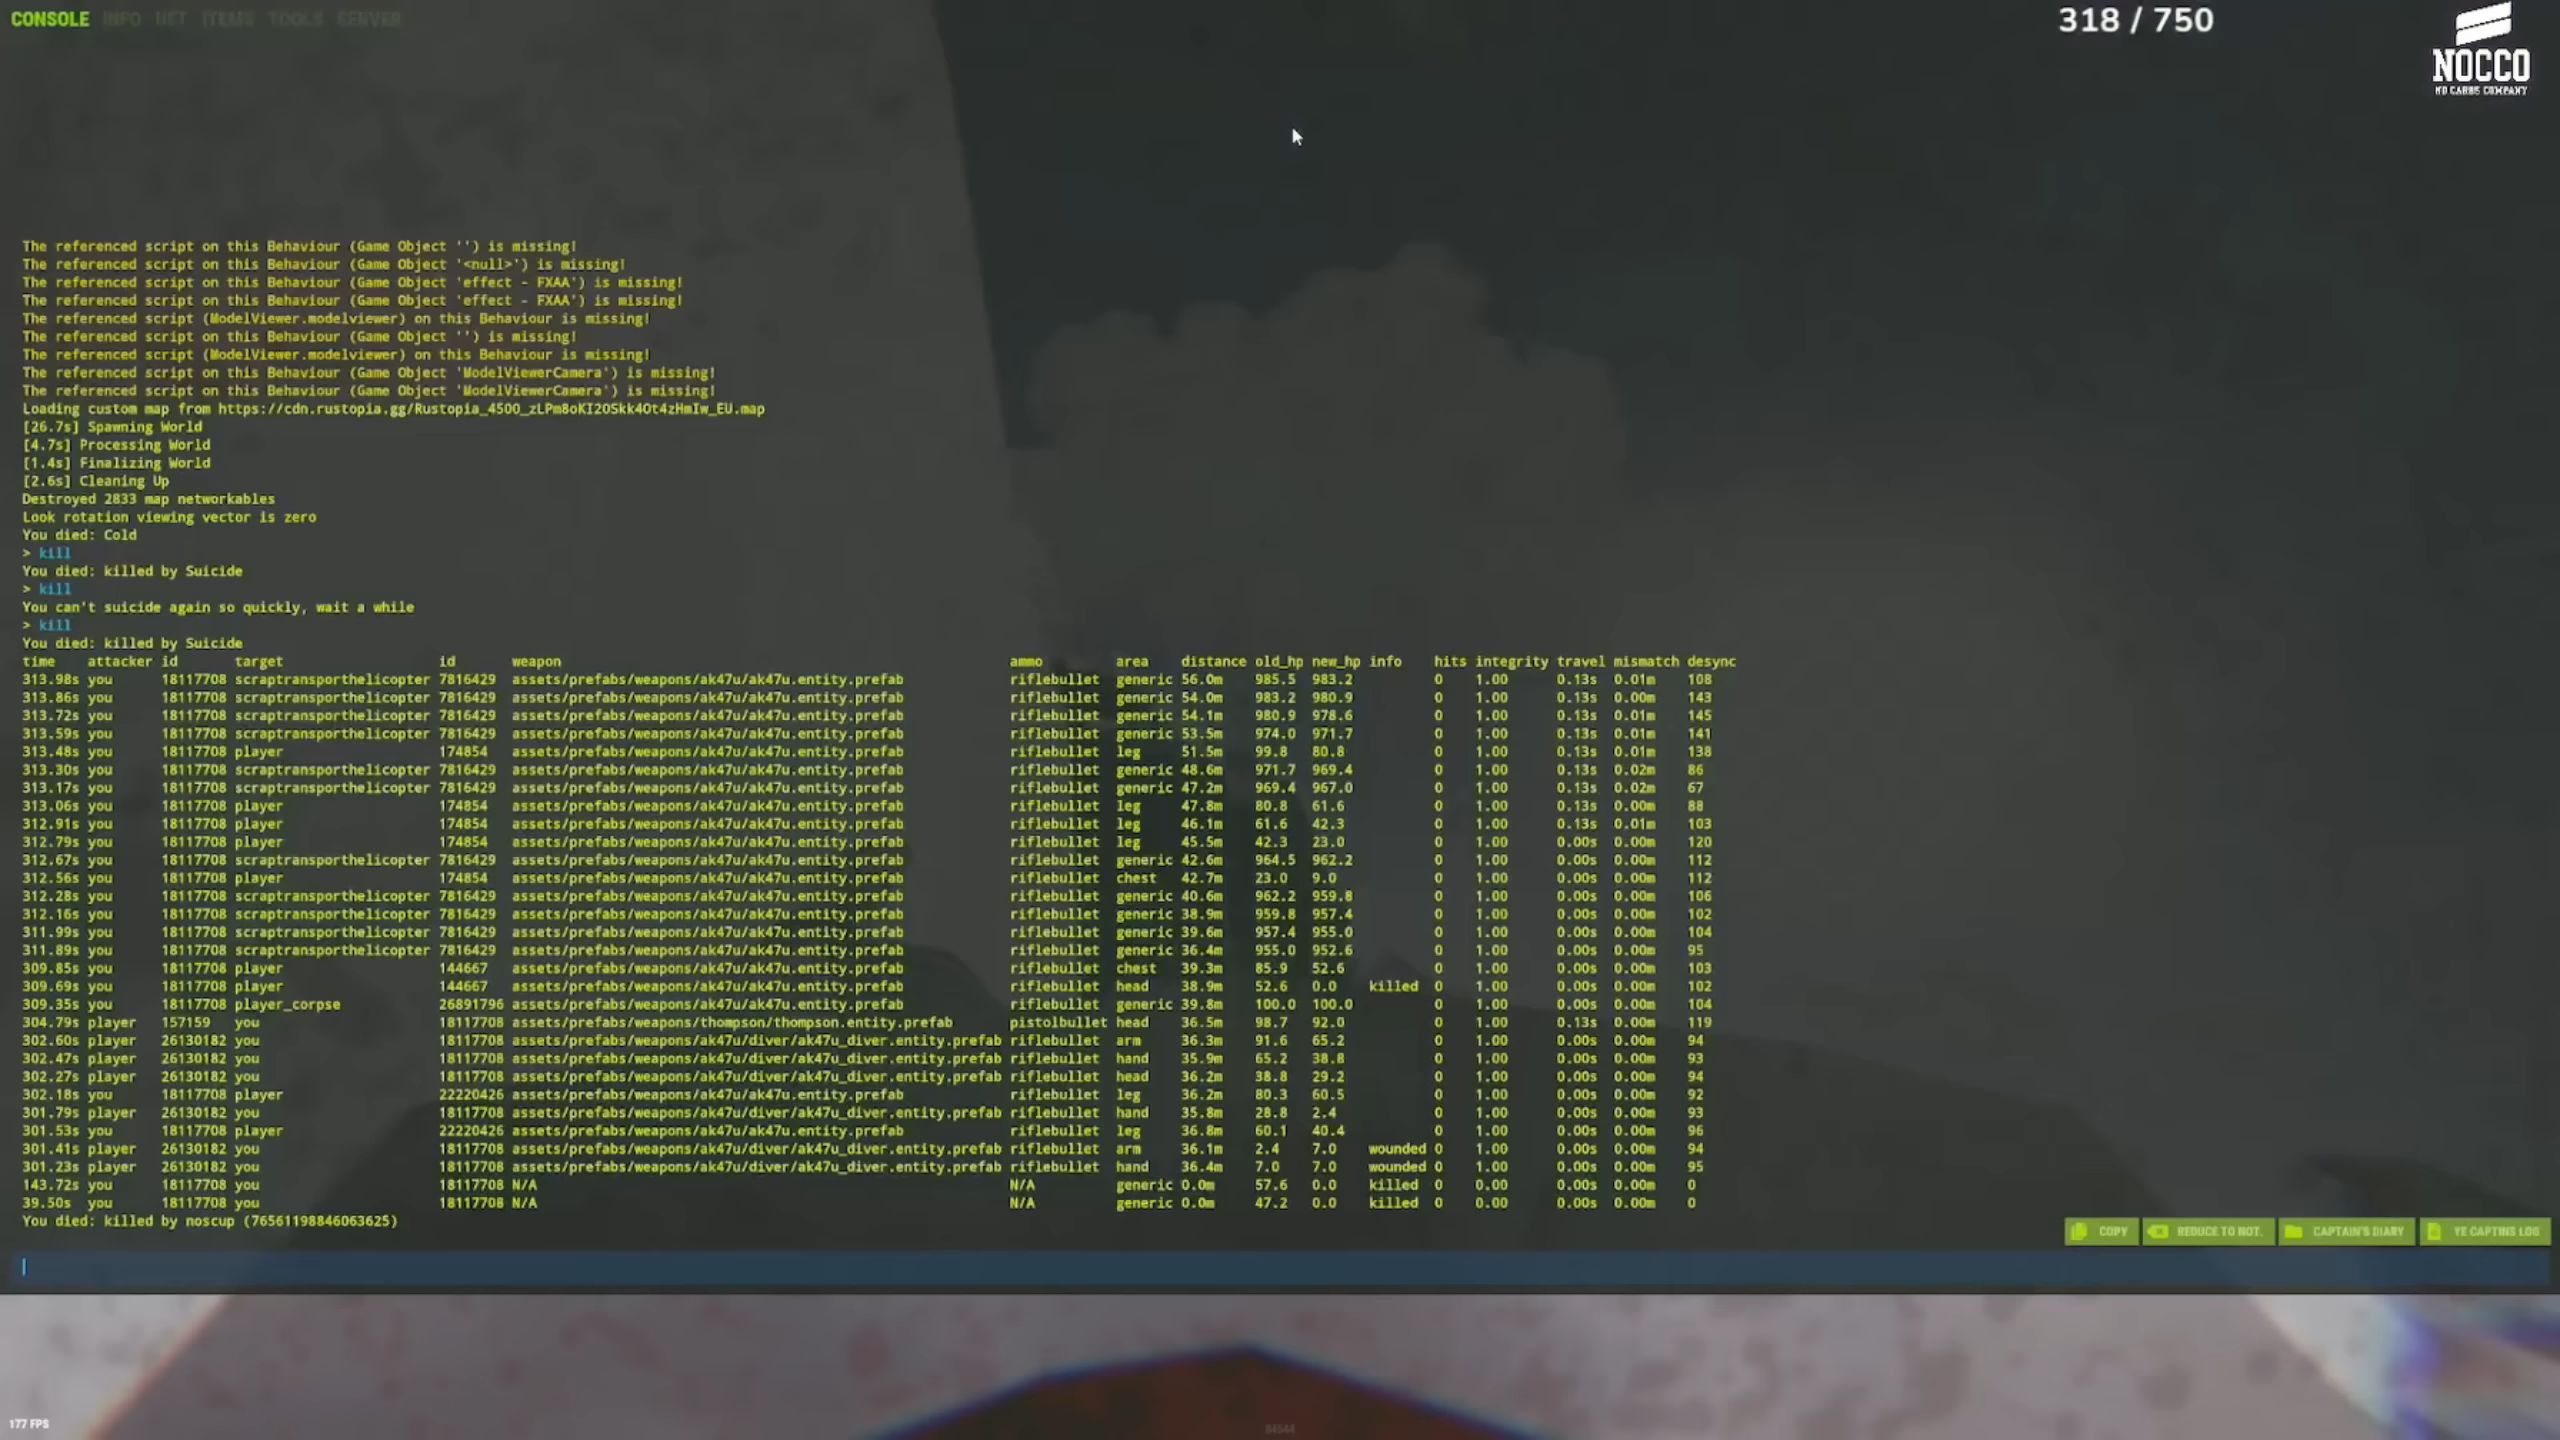 CONSOLE INFO NET ITEMS TOOLS SERVER
318 / 750
NOCCO
NO CARBS COMPANY
The referenced script on this Behaviour (Game Object '') is missing!
The referenced script on this Behaviour (Game Object '<null>') is missing!
The referenced script on this Behaviour (Game Object 'effect - FXAA') is missing!
The referenced script on this Behaviour (Game Object 'effect - FXAA') is missing!
The referenced script (ModelViewer.modelviewer) on this Behaviour is missing!
The referenced script on this Behaviour (Game Object '') is missing!
The referenced script (ModelViewer.modelviewer) on this Behaviour is missing!
The referenced script on this Behaviour (Game Object 'ModelViewerCamera') is missing!
The referenced script on this Behaviour (Game Object 'ModelViewerCamera') is missing!
Loading custom map from https://cdn.rustopia.gg/Rustopia_4500_zLPm8oKI20Skk4Ot4zHmIw_EU.map
[26.7s] Spawning World
[4.7s] Processing World
[1.4s] Finalizing World
[2.6s] Cleaning Up
Destroyed 2833 map networkables
Look rotation viewing vector is zero
You died: Cold
> kill
You died: killed by Suicide
> kill
You can't suicide again so quickly, wait a while
> kill
You died: killed by Suicide
time attacker id target id weapon ammo area distance old_hp new_hp info hits integrity travel mismatch desync
313.98s you 18117708 scraptransporthelicopter 7816429 assets/prefabs/weapons/ak47u/ak47u.entity.prefab riflebullet generic 56.0m 985.5 983.2 0 1.00 0.13s 0.01m 108
313.86s you 18117708 scraptransporthelicopter 7816429 assets/prefabs/weapons/ak47u/ak47u.entity.prefab riflebullet generic 54.0m 983.2 980.9 0 1.00 0.13s 0.00m 143
313.72s you 18117708 scraptransporthelicopter 7816429 assets/prefabs/weapons/ak47u/ak47u.entity.prefab riflebullet generic 54.1m 980.9 978.6 0 1.00 0.13s 0.01m 145
313.59s you 18117708 scraptransporthelicopter 7816429 assets/prefabs/weapons/ak47u/ak47u.entity.prefab riflebullet generic 53.5m 974.0 971.7 0 1.00 0.13s 0.01m 141
313.48s you 18117708 player 174854 assets/prefabs/weapons/ak47u/ak47u.entity.prefab riflebullet leg 51.5m 99.8 80.8 0 1.00 0.13s 0.01m 138
313.30s you 18117708 scraptransporthelicopter 7816429 assets/prefabs/weapons/ak47u/ak47u.entity.prefab riflebullet generic 48.6m 971.7 969.4 0 1.00 0.13s 0.02m 86
313.17s you 18117708 scraptransporthelicopter 7816429 assets/prefabs/weapons/ak47u/ak47u.entity.prefab riflebullet generic 47.2m 969.4 967.0 0 1.00 0.13s 0.02m 67
313.06s you 18117708 player 174854 assets/prefabs/weapons/ak47u/ak47u.entity.prefab riflebullet leg 47.8m 80.8 61.6 0 1.00 0.13s 0.00m 88
312.91s you 18117708 player 174854 assets/prefabs/weapons/ak47u/ak47u.entity.prefab riflebullet leg 46.1m 61.6 42.3 0 1.00 0.13s 0.01m 103
312.79s you 18117708 player 174854 assets/prefabs/weapons/ak47u/ak47u.entity.prefab riflebullet leg 45.5m 42.3 23.0 0 1.00 0.00s 0.00m 120
312.67s you 18117708 scraptransporthelicopter 7816429 assets/prefabs/weapons/ak47u/ak47u.entity.prefab riflebullet generic 42.6m 964.5 962.2 0 1.00 0.00s 0.00m 112
312.56s you 18117708 player 174854 assets/prefabs/weapons/ak47u/ak47u.entity.prefab riflebullet chest 42.7m 23.0 9.0 0 1.00 0.00s 0.00m 112
312.28s you 18117708 scraptransporthelicopter 7816429 assets/prefabs/weapons/ak47u/ak47u.entity.prefab riflebullet generic 40.6m 962.2 959.8 0 1.00 0.00s 0.00m 106
312.16s you 18117708 scraptransporthelicopter 7816429 assets/prefabs/weapons/ak47u/ak47u.entity.prefab riflebullet generic 38.9m 959.8 957.4 0 1.00 0.00s 0.00m 102
311.99s you 18117708 scraptransporthelicopter 7816429 assets/prefabs/weapons/ak47u/ak47u.entity.prefab riflebullet generic 39.6m 957.4 955.0 0 1.00 0.00s 0.00m 104
311.89s you 18117708 scraptransporthelicopter 7816429 assets/prefabs/weapons/ak47u/ak47u.entity.prefab riflebullet generic 36.4m 955.0 952.6 0 1.00 0.00s 0.00m 95
309.85s you 18117708 player 144667 assets/prefabs/weapons/ak47u/ak47u.entity.prefab riflebullet chest 39.3m 85.9 52.6 0 1.00 0.00s 0.00m 103
309.69s you 18117708 player 144667 assets/prefabs/weapons/ak47u/ak47u.entity.prefab riflebullet head 38.9m 52.6 0.0 killed 0 1.00 0.00s 0.00m 102
309.35s you 18117708 player_corpse 26891796 assets/prefabs/weapons/ak47u/ak47u.entity.prefab riflebullet generic 39.8m 100.0 100.0 0 1.00 0.00s 0.00m 104
304.79s player 157159 you 18117708 assets/prefabs/weapons/thompson/thompson.entity.prefab pistolbullet head 36.5m 98.7 92.0 0 1.00 0.13s 0.00m 119
302.60s player 26130182 you 18117708 assets/prefabs/weapons/ak47u/diver/ak47u_diver.entity.prefab riflebullet arm 36.3m 91.6 65.2 0 1.00 0.00s 0.00m 94
302.47s player 26130182 you 18117708 assets/prefabs/weapons/ak47u/diver/ak47u_diver.entity.prefab riflebullet hand 35.9m 65.2 38.8 0 1.00 0.00s 0.00m 93
302.27s player 26130182 you 18117708 assets/prefabs/weapons/ak47u/diver/ak47u_diver.entity.prefab riflebullet head 36.2m 38.8 29.2 0 1.00 0.00s 0.00m 94
302.18s you 18117708 player 22220426 assets/prefabs/weapons/ak47u/ak47u.entity.prefab riflebullet leg 36.2m 80.3 60.5 0 1.00 0.00s 0.00m 92
301.79s player 26130182 you 18117708 assets/prefabs/weapons/ak47u/diver/ak47u_diver.entity.prefab riflebullet hand 35.8m 28.8 2.4 0 1.00 0.00s 0.00m 93
301.53s you 18117708 player 22220426 assets/prefabs/weapons/ak47u/ak47u.entity.prefab riflebullet leg 36.8m 60.1 40.4 0 1.00 0.00s 0.00m 96
301.41s player 26130182 you 18117708 assets/prefabs/weapons/ak47u/diver/ak47u_diver.entity.prefab riflebullet arm 36.1m 2.4 7.0 wounded 0 1.00 0.00s 0.00m 94
301.23s player 26130182 you 18117708 assets/prefabs/weapons/ak47u/diver/ak47u_diver.entity.prefab riflebullet hand 36.4m 7.0 7.0 wounded 0 1.00 0.00s 0.00m 95
143.72s you 18117708 you 18117708 N/A N/A generic 0.0m 57.6 0.0 killed 0 0.00 0.00s 0.00m 0
39.50s you 18117708 you 18117708 N/A N/A generic 0.0m 47.2 0.0 killed 0 0.00 0.00s 0.00m 0
You died: killed by noscup (76561198846063625)
COPY REDUCE TO NOT. CAPTAIN'S DIARY YE CAPTINS LOG
177 FPS